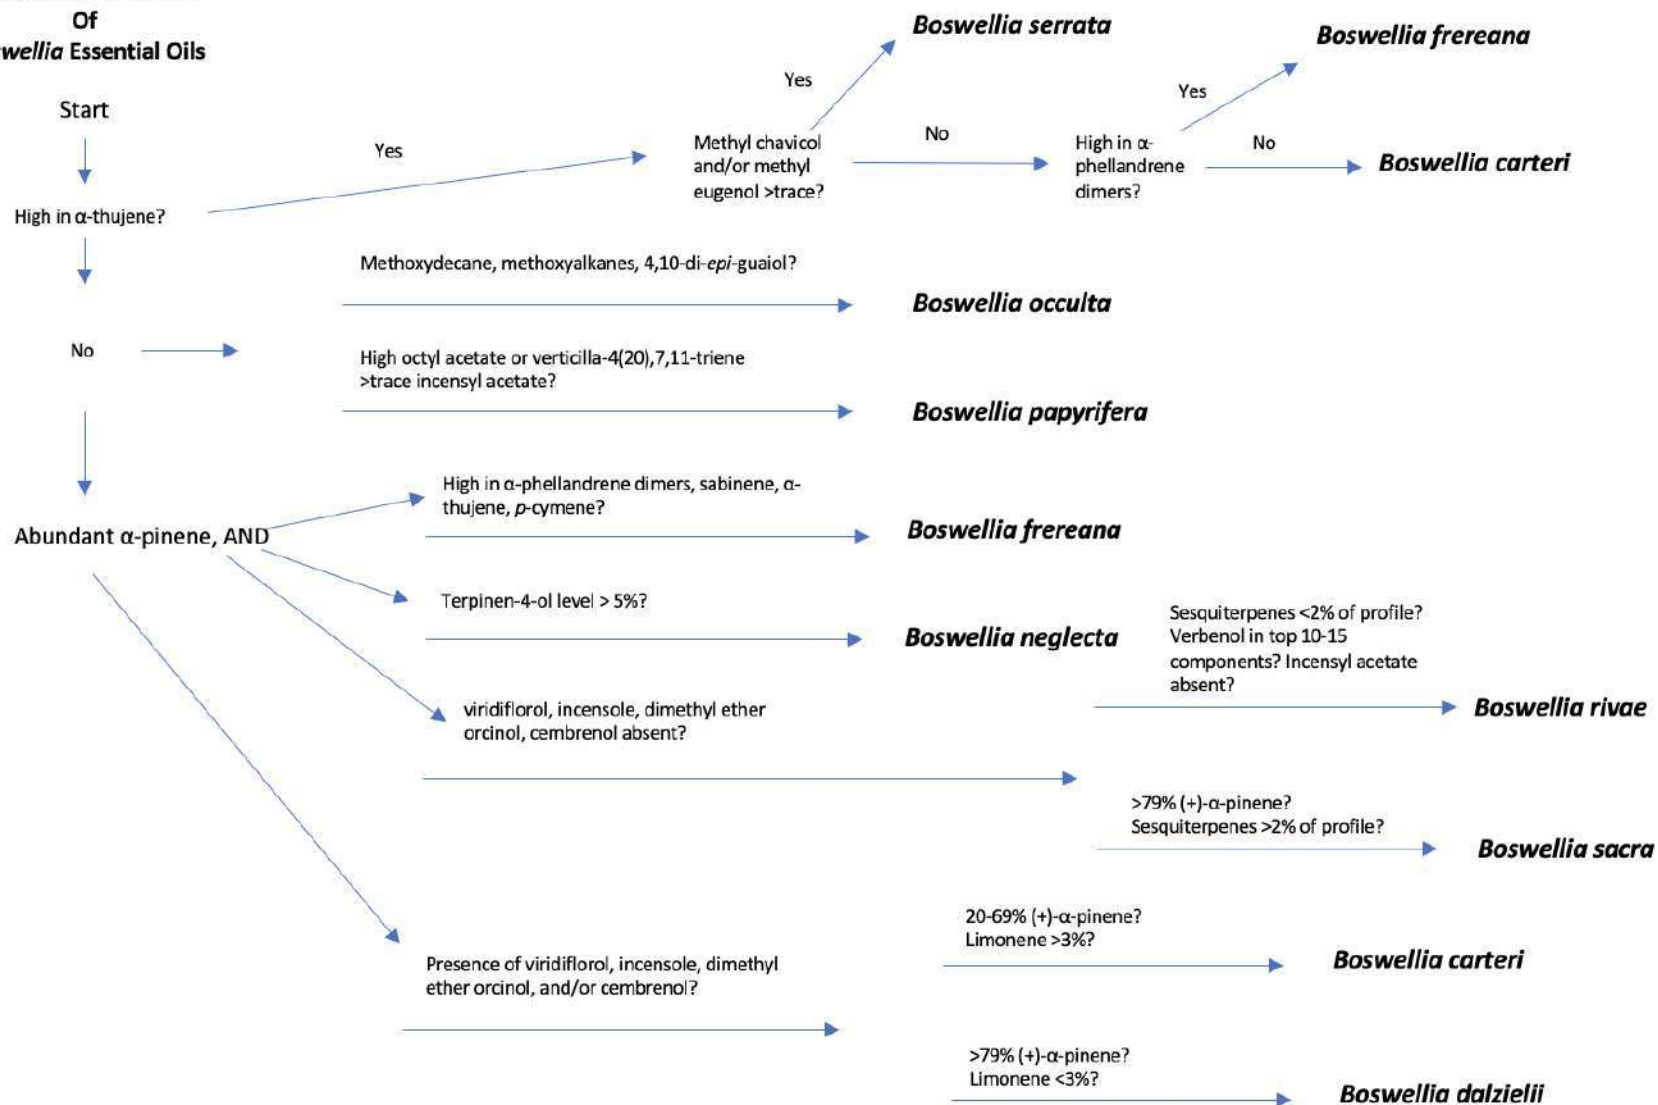 Of
Essential Oils
Start
High in α-thujene?
Yes
Methyl chavicol
and/or methyl
eugenol >trace?
Yes
Boswellia serrata
No
High in α-
phellandrene
dimers?
Yes
Boswellia frereana
No
Boswellia carteri
No
Methoxydecane, methoxyalkanes, 4,10-di-epi-guaiol?
Boswellia occulta
High octyl acetate or verticilla-4(20),7,11-triene
>trace incensyl acetate?
Boswellia papyrifera
Abundant α-pinene, AND
High in α-phellandrene dimers, sabinene, α-
thujene, p-cymene?
Boswellia frereana
Terpinen-4-ol level > 5%?
Boswellia neglecta
viridiflorol, incensole, dimethyl ether
orcinol, cembrenol absent?
Sesquiterpenes <2% of profile?
Verbenol in top 10-15
components? Incensyl acetate
absent?
Boswellia rivae
>79% (+)-α-pinene?
Sesquiterpenes >2% of profile?
Boswellia sacra
Presence of viridiflorol, incensole, dimethyl
ether orcinol, and/or cembrenol?
20-69% (+)-α-pinene?
Limonene >3%?
Boswellia carteri
>79% (+)-α-pinene?
Limonene <3%?
Boswellia dalzielii